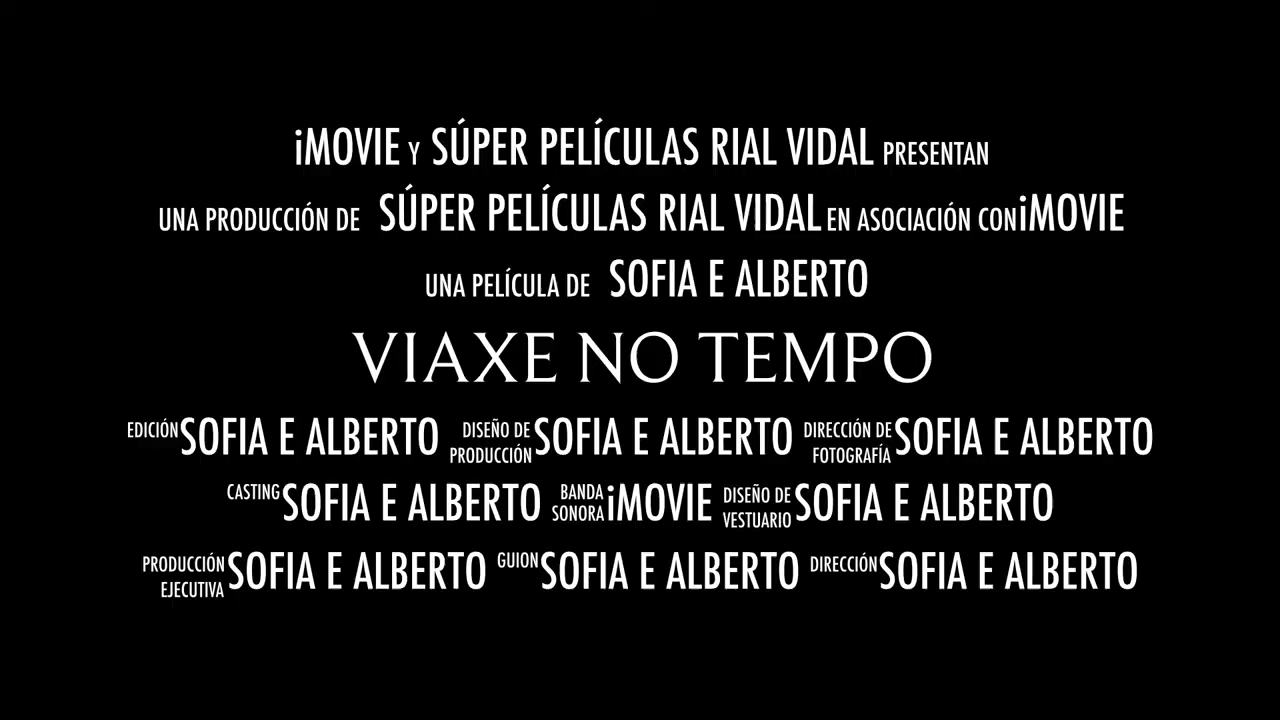 iMOVIE Y SÚPER PELÍCULAS RIAL VIDAL PRESENTAN
UNA PRODUCCIÓN DE SÚPER PELÍCULAS RIAL VIDAL EN ASOCIACIÓN CON iMOVIE
UNA PELÍCULA DE SOFIA E ALBERTO
VIAXE NO TEMPO
EDICIÓN SOFIA E ALBERTO DISEÑO DE PRODUCCIÓN SOFIA E ALBERTO DIRECCIÓN DE FOTOGRAFÍA SOFIA E ALBERTO
CASTING SOFIA E ALBERTO BANDA SONORA iMOVIE DISEÑO DE VESTUARIO SOFIA E ALBERTO
PRODUCCIÓN EJECUTIVA SOFIA E ALBERTO GUION SOFIA E ALBERTO DIRECCIÓN SOFIA E ALBERTO